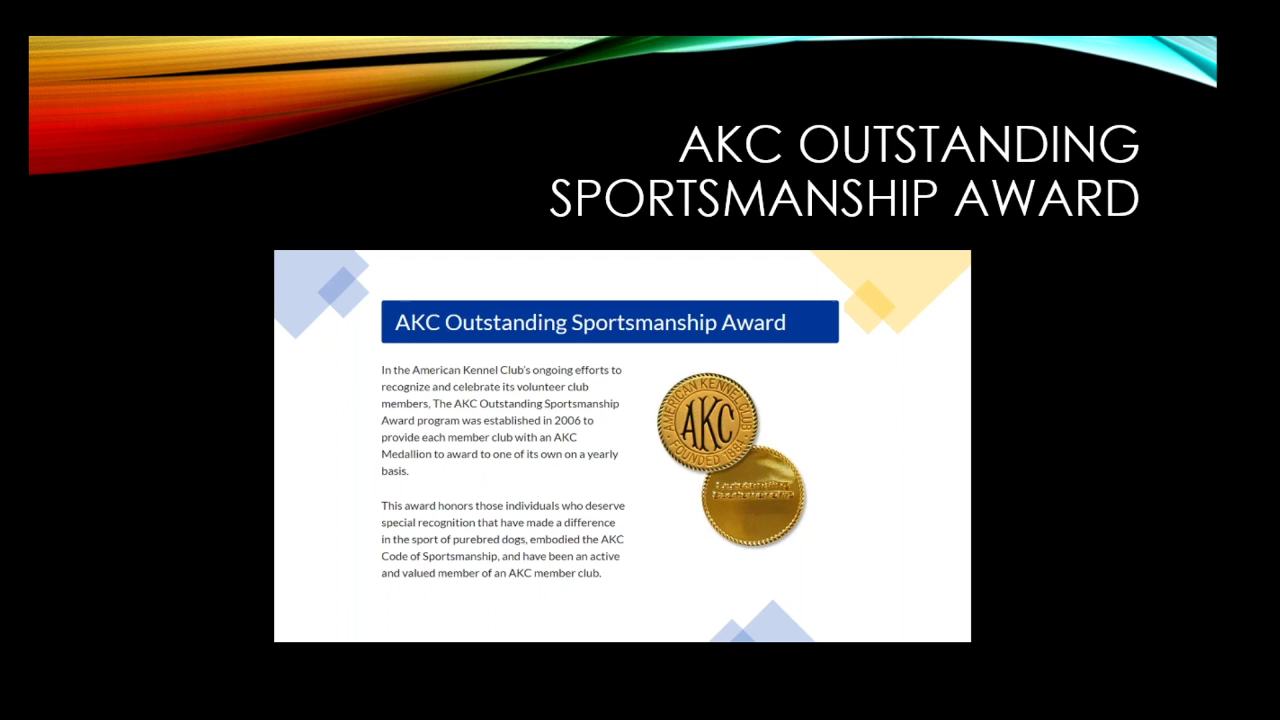 AKC OUTSTANDING
SPORTSMANSHIP AWARD
AKC Outstanding Sportsmanship Award
In the American Kennel Club's ongoing efforts to
recognize and celebrate its volunteer club
members, The AKC Outstanding Sportsmanship
Award program was established in 2006 to
provide each member club with an AKC
Medallion to award to one of its own on a yearly
basis.
This award honors those individuals who deserve
special recognition that have made a difference
in the sport of purebred dogs, embodied the AKC
Code of Sportsmanship, and have been an active
and valued member of an AKC member club.
AMERICAN KENNEL CLUB
AKC
FOUNDED 1884
Outstanding
Sportsmanship